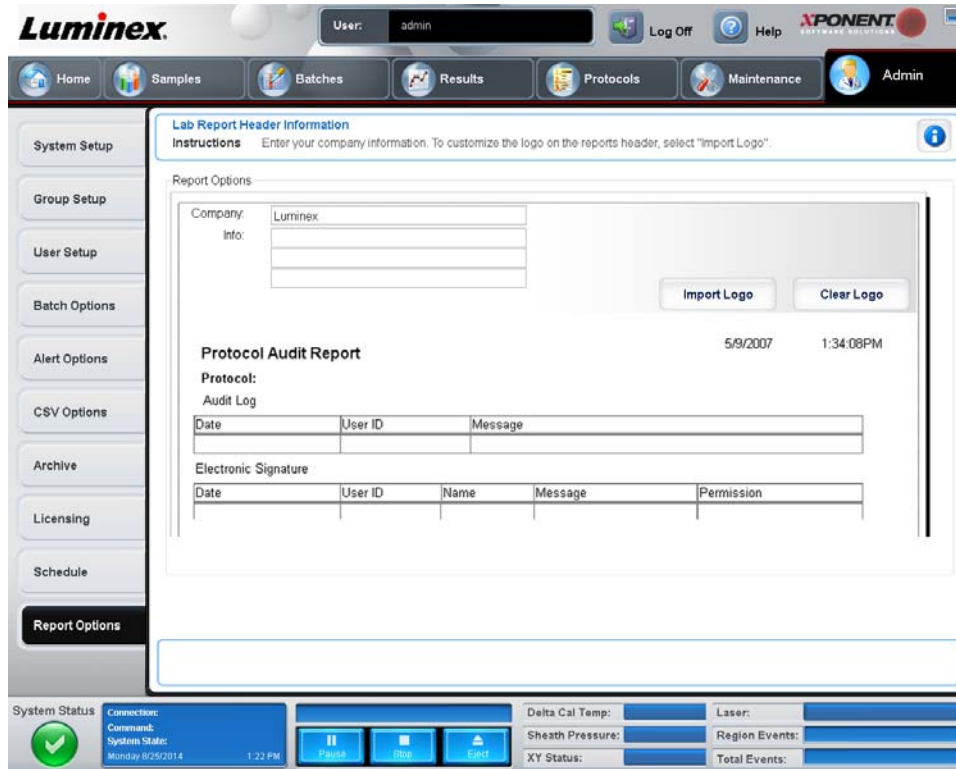 Luminex.
User: admin
Log Off
Help
XPONENT.
SOFTWARE SOLUTIONS
Home
Samples
Batches
Results
Protocols
Maintenance
Admin
System Setup
Group Setup
User Setup
Batch Options
Alert Options
CSV Options
Archive
Licensing
Schedule
Report Options
Lab Report Header Information
Instructions Enter your company information. To customize the logo on the reports header, select "Import Logo".
Report Options
Company: Luminex
Info:
Import Logo
Clear Logo
5/9/2007 1:34:08PM
Protocol Audit Report
Protocol:
Audit Log
Date User ID Message
Electronic Signature
Date User ID Name Message Permission
System Status
Connection:
Command:
System State:
Monday 8/25/2014 1:22 PM
Pause
Stop
Eject
Delta Cal Temp:
Sheath Pressure:
XY Status:
Laser:
Region Events:
Total Events: